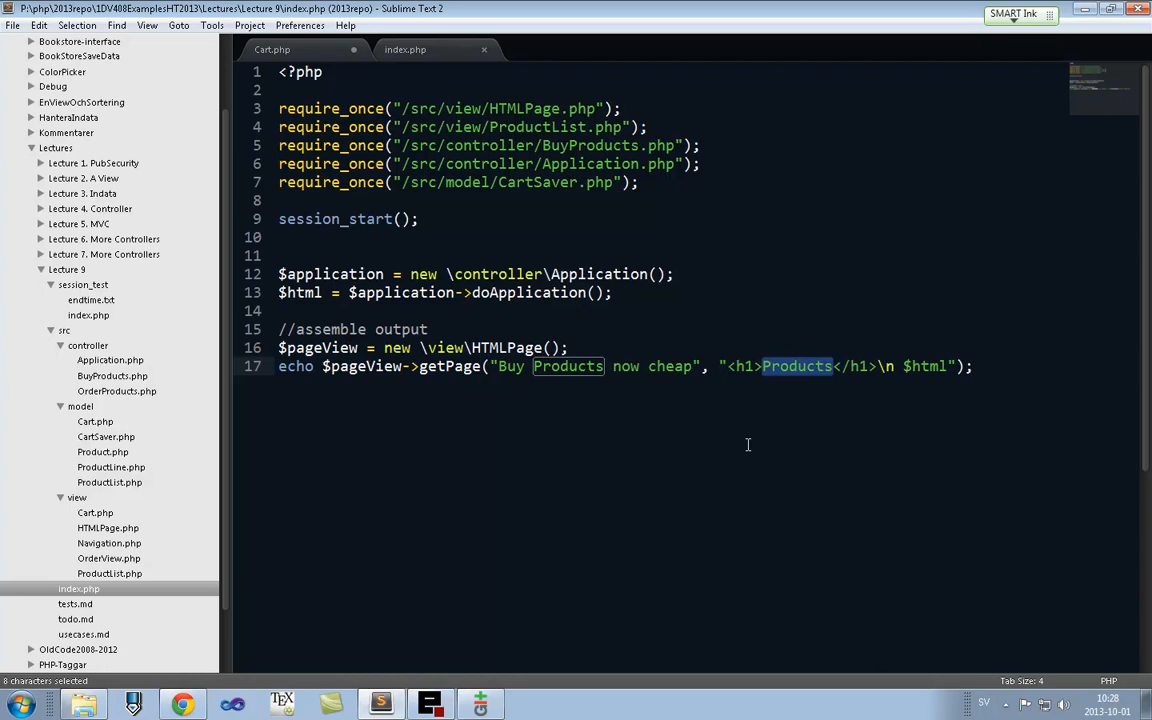 P:\php\2013repo\1DV408ExamplesHT2013\Lectures\Lecture 9\index.php (2013repo) - Sublime Text 2
SMART Ink
File Edit Selection Find View Goto Tools Project Preferences Help
Cart.php
index.php
Bookstore-interface
BookStoreSaveData
ColorPicker
Debug
EnViewOchSortering
HanteraIndata
Kommentarer
Lectures
Lecture 1. PubSecurity
Lecture 2. A View
Lecture 3. Indata
Lecture 4. Controller
Lecture 5. MVC
Lecture 6. More Controllers
Lecture 7. More Controllers
Lecture 9
session_test
endtime.txt
index.php
src
controller
Application.php
BuyProducts.php
OrderProducts.php
model
Cart.php
CartSaver.php
Product.php
ProductLine.php
ProductList.php
view
Cart.php
HTMLPage.php
Navigation.php
OrderView.php
ProductList.php
index.php
tests.md
todo.md
usecases.md
OldCode2008-2012
PHP-Taggar
1 <?php
2
3 require_once("/src/view/HTMLPage.php");
4 require_once("/src/view/ProductList.php");
5 require_once("/src/controller/BuyProducts.php");
6 require_once("/src/controller/Application.php");
7 require_once("/src/model/CartSaver.php");
8
9 session_start();
10
11
12 $application = new \controller\Application();
13 $html = $application->doApplication();
14
15 //assemble output
16 $pageView = new \view\HTMLPage();
17 echo $pageView->getPage("Buy Products now cheap", "<h1>Products</h1>\n $html");
8 characters selected
Tab Size: 4
PHP
TEX
SV
10:28
2013-10-01